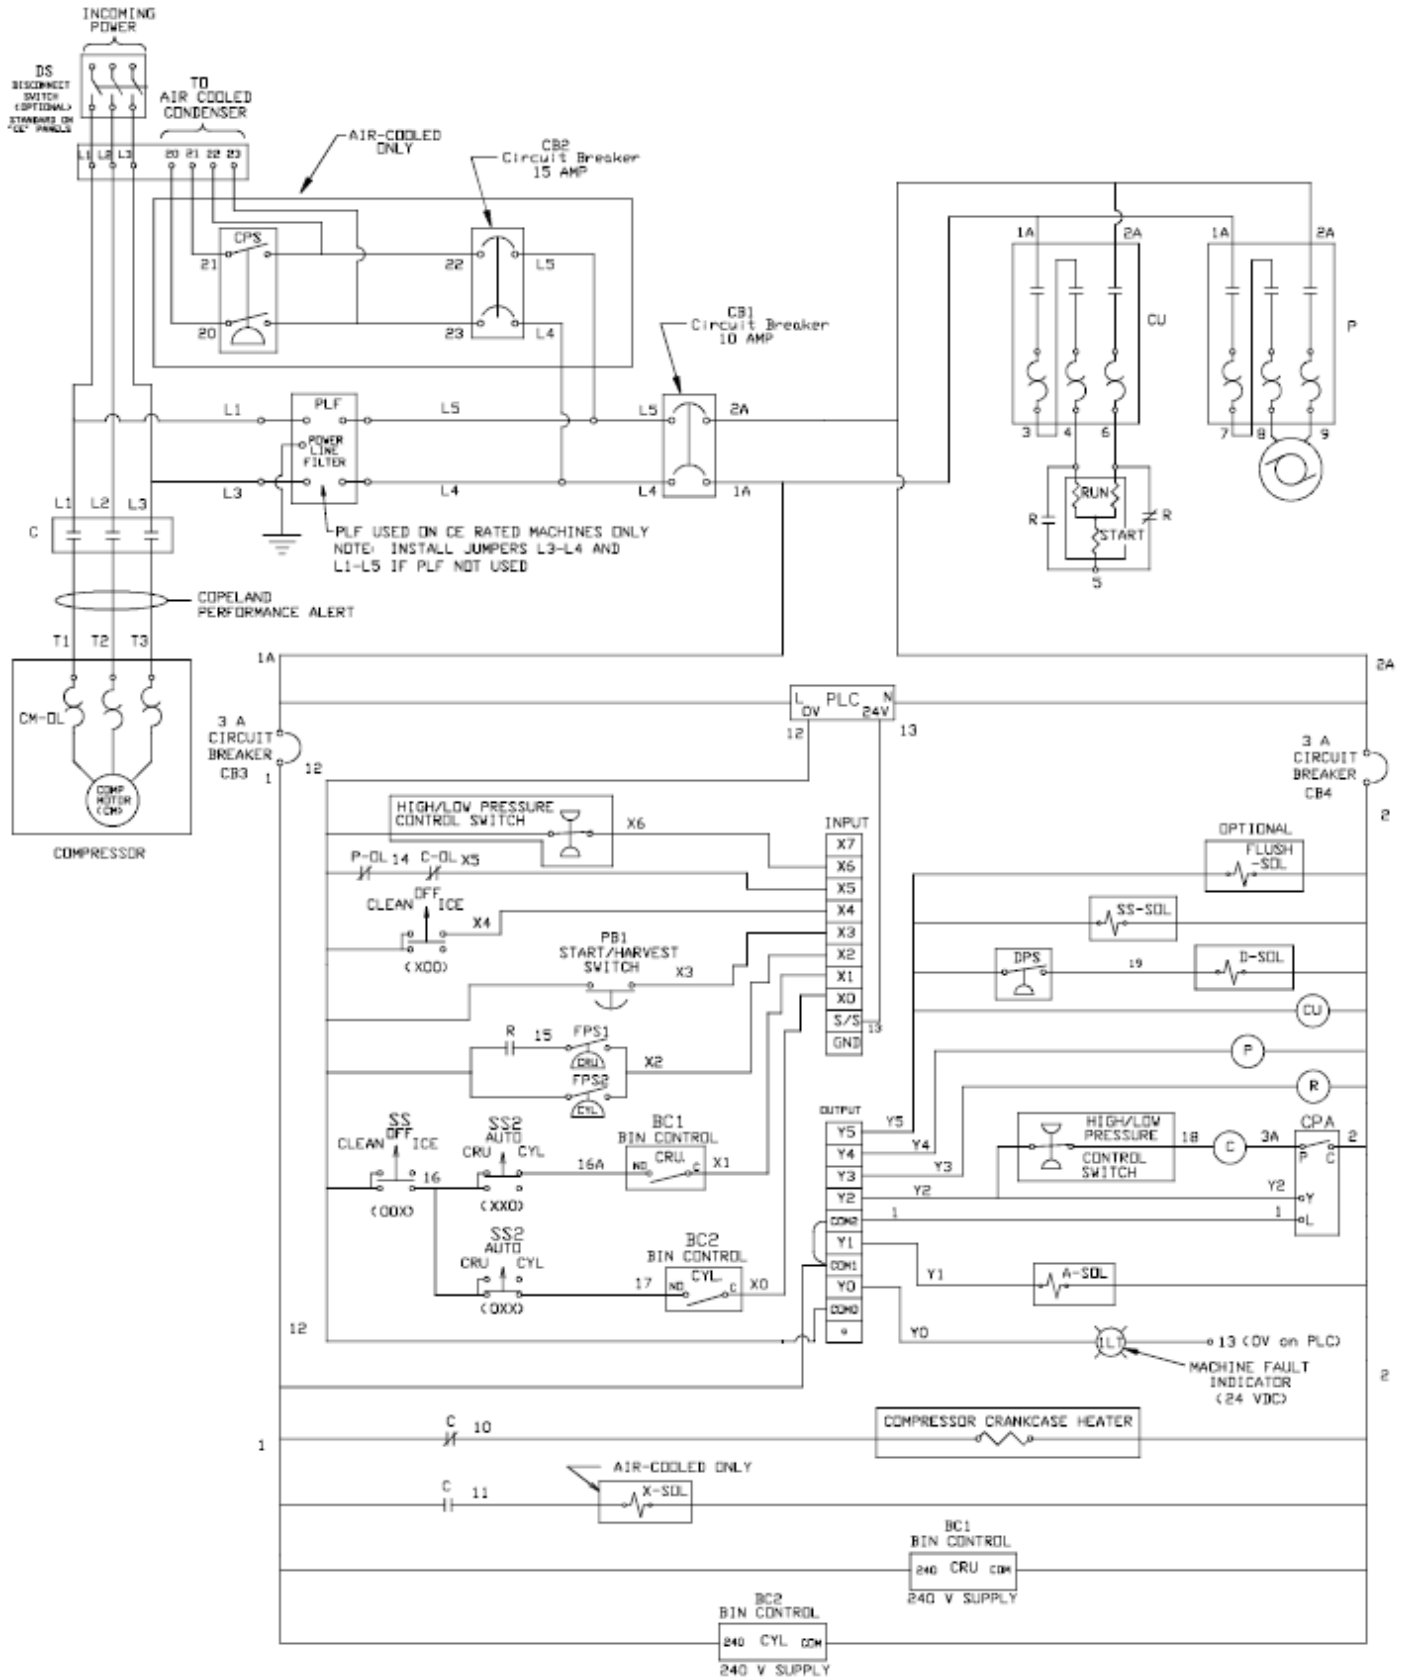 INCOMING
POWER
DS
DISCONNECT
SWITCH
(OPTIONAL)
STANDARD ON
"CE" PANELS
TO
AIR COOLED
CONDENSER
L1 L2 L3 20 21 22 23
AIR-COOLED
ONLY
CB2
Circuit Breaker
15 AMP
CPS
21 22 L5
20 23 L4
CB1
Circuit Breaker
10 AMP
1A 2A 1A 2A
CU P
3 4 6 7 8 9
L1 PLF L5 L5 2A
POWER
LINE
FILTER
L3 L4 L4 1A
RUN
R R
START
5
L1 L2 L3
C
PLF USED ON CE RATED MACHINES ONLY
NOTE: INSTALL JUMPERS L3-L4 AND
L1-L5 IF PLF NOT USED
COPELAND
PERFORMANCE ALERT
T1 T2 T3
CM-OL
COMP
MOTOR
(CM)
COMPRESSOR
1A 2A
L PLC N
0V 24V
12 13
3 A
CIRCUIT
BREAKER
CB3
1 12
3 A
CIRCUIT
BREAKER
CB4
2
HIGH/LOW PRESSURE
CONTROL SWITCH
X6
P-OL 14 C-OL X5
OFF
CLEAN ICE
X4
(XOO)
PB1
START/HARVEST
SWITCH
X3
R 15 FPS1
CRU
X2
FPS2
CYL
INPUT
X7
X6
X5
X4
X3
X2
X1
X0
S/S 13
GND
OPTIONAL
FLUSH
-SOL
SS-SOL
DPS 19 D-SOL
CU
P
R
SS
OFF
CLEAN ICE
16
(OOX)
SS2
AUTO
CRU CYL
16A
(XXO)
BC1
BIN CONTROL
CRU.
NO C X1
SS2
AUTO
CRU CYL
17
(OXX)
BC2
BIN CONTROL
CYL.
NO C X0
12
OUTPUT
Y5 Y5
Y4 Y4
Y3 Y3
Y2 Y2
COM2 1
Y1 Y1
COM1
Y0 Y0
COM0
HIGH/LOW
PRESSURE
CONTROL
SWITCH
18 C 3A
CPA
2
P C
Y2 Y
1 L
A-SOL
1LT 13 (0V on PLC)
MACHINE FAULT
INDICATOR
(24 VDC)
2
1
C 10
COMPRESSOR CRANKCASE HEATER
AIR-COOLED ONLY
C 11 X-SOL
BC1
BIN CONTROL
240 CRU COM
240 V SUPPLY
BC2
BIN CONTROL
240 CYL COM
240 V SUPPLY